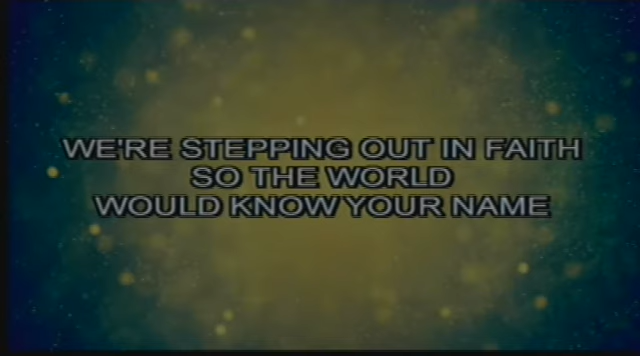 WE'RE STEPPING OUT IN FAITH
SO THE WORLD
WOULD KNOW YOUR NAME